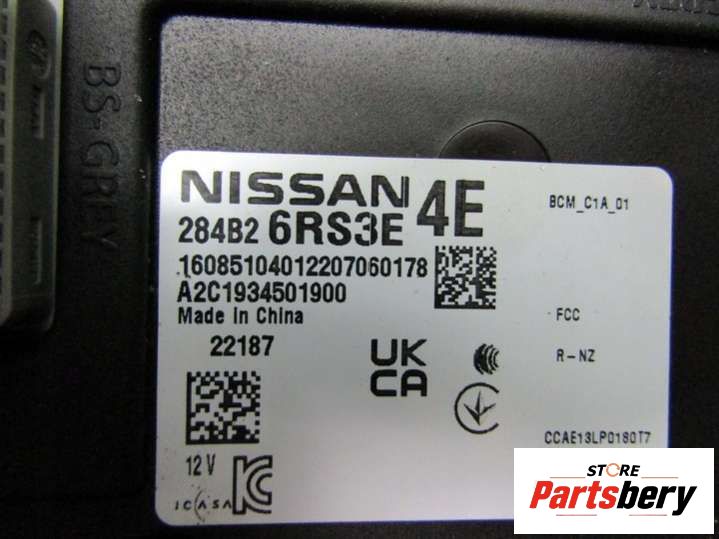 BS-GREY
NISSAN 4E
284B2 6RS3E
BCM_C1A_01
16085104012207060178
A2C1934501900
Made in China
22187
UK
CA
FCC
R-NZ
CCAE13LP0180T7
12 V
ICASA
STORE
Partsbery